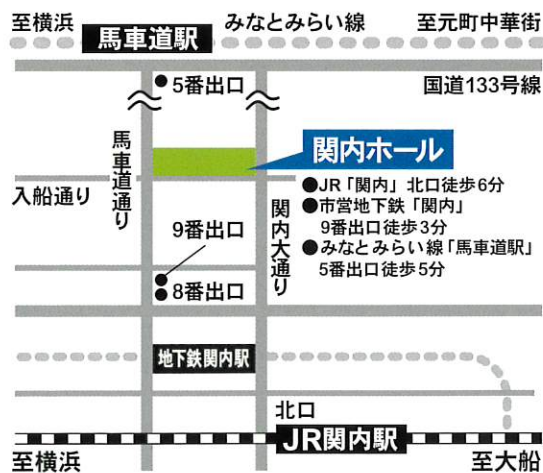 至横浜
馬車道駅
みなとみらい線
至元町中華街
5番出口
国道133号線
馬車道通り
関内ホール
入船通り
●JR「関内」北口徒歩6分
●市営地下鉄「関内」
9番出口徒歩3分
●みなとみらい線「馬車道駅」
5番出口徒歩5分
関内大通り
9番出口
8番出口
地下鉄関内駅
北口
JR関内駅
至横浜
至大船